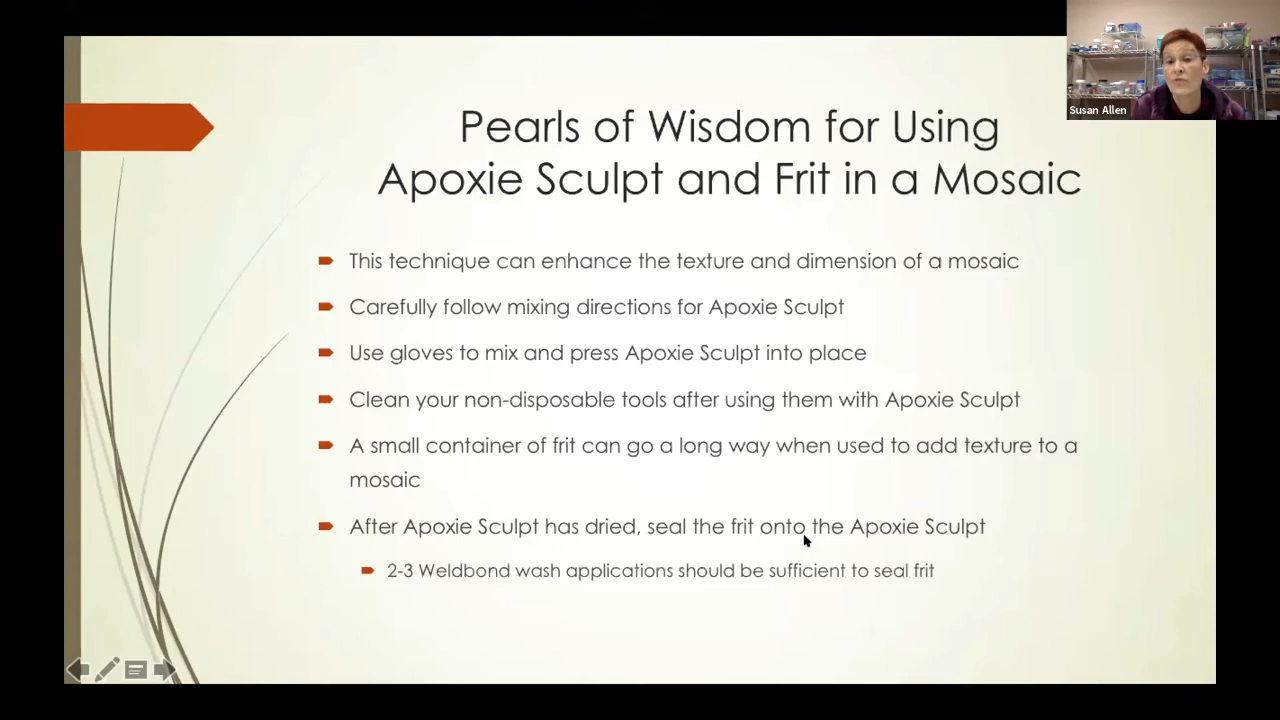 Susan Allen
Pearls of Wisdom for Using
Apoxie Sculpt and Frit in a Mosaic
This technique can enhance the texture and dimension of a mosaic
Carefully follow mixing directions for Apoxie Sculpt
Use gloves to mix and press Apoxie Sculpt into place
Clean your non-disposable tools after using them with Apoxie Sculpt
A small container of frit can go a long way when used to add texture to a
mosaic
After Apoxie Sculpt has dried, seal the frit onto the Apoxie Sculpt
2-3 Weldbond wash applications should be sufficient to seal frit